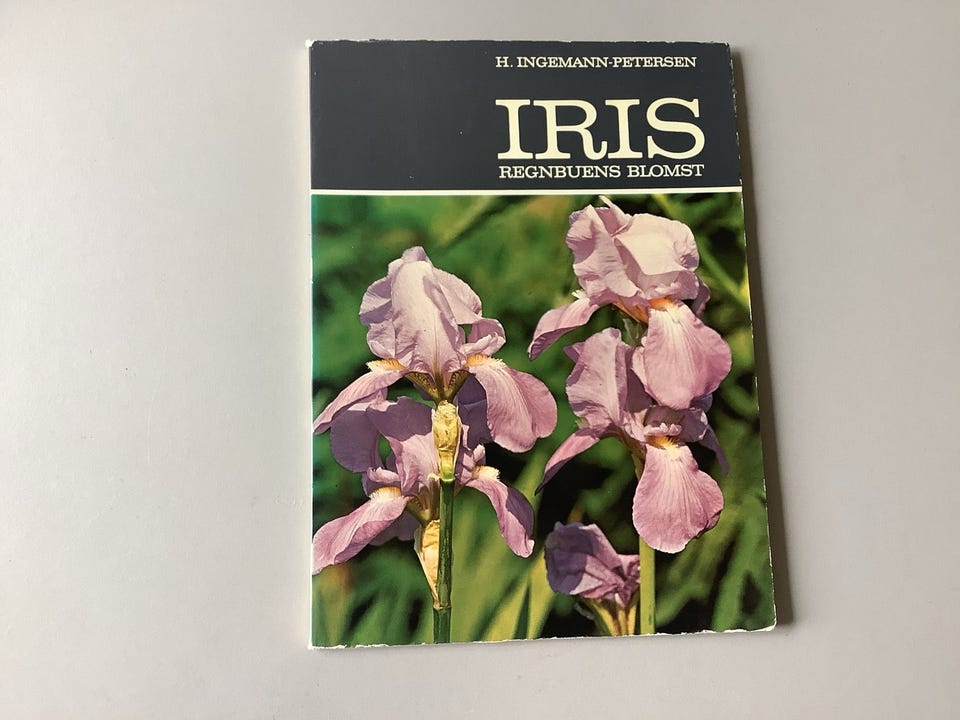 H. INGEMANN-PETERSEN
IRIS
REGNBUENS BLOMST